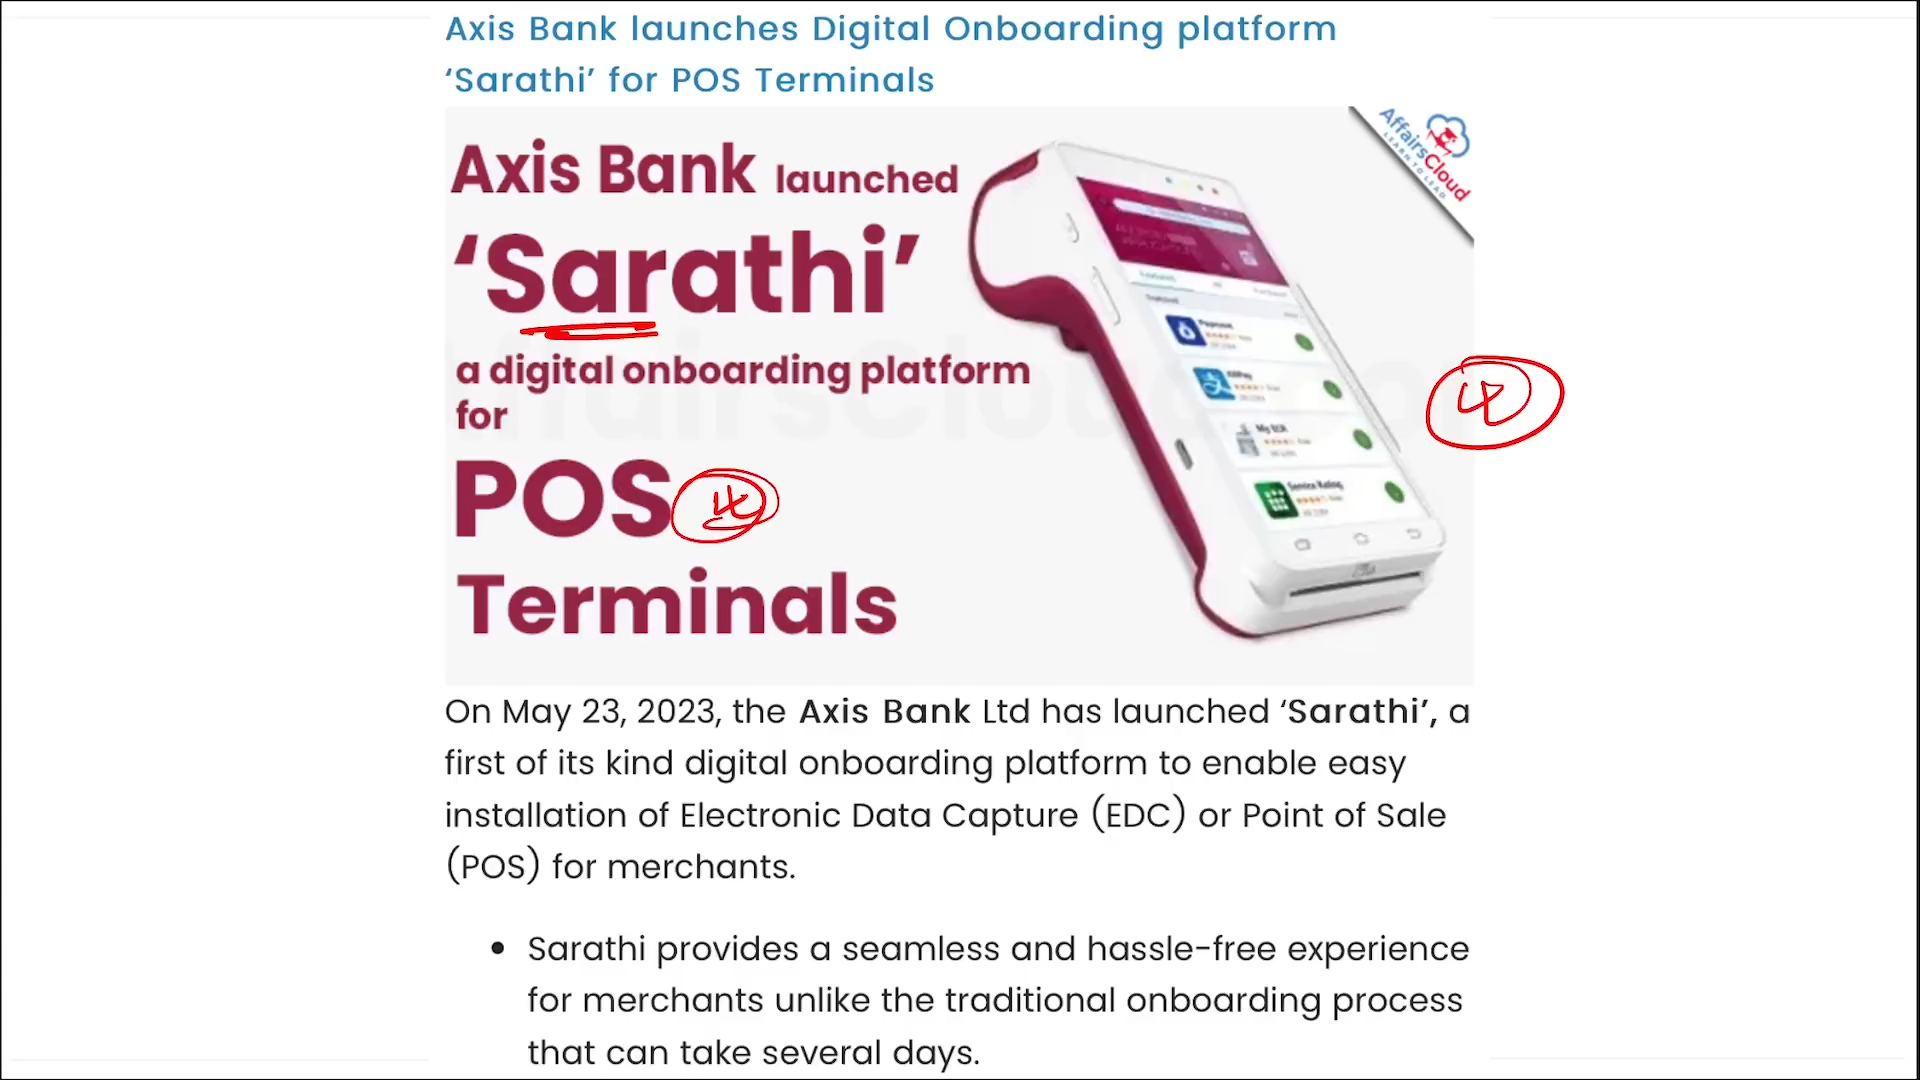 Axis Bank launches Digital Onboarding platform
‘Sarathi’ for POS Terminals
AffairsCloud
LEARN TO LEAD
Axis Bank launched
‘Sarathi’
a digital onboarding platform
for
POS
Terminals
On May 23, 2023, the Axis Bank Ltd has launched ‘Sarathi’, a
first of its kind digital onboarding platform to enable easy
installation of Electronic Data Capture (EDC) or Point of Sale
(POS) for merchants.
• Sarathi provides a seamless and hassle-free experience
for merchants unlike the traditional onboarding process
that can take several days.